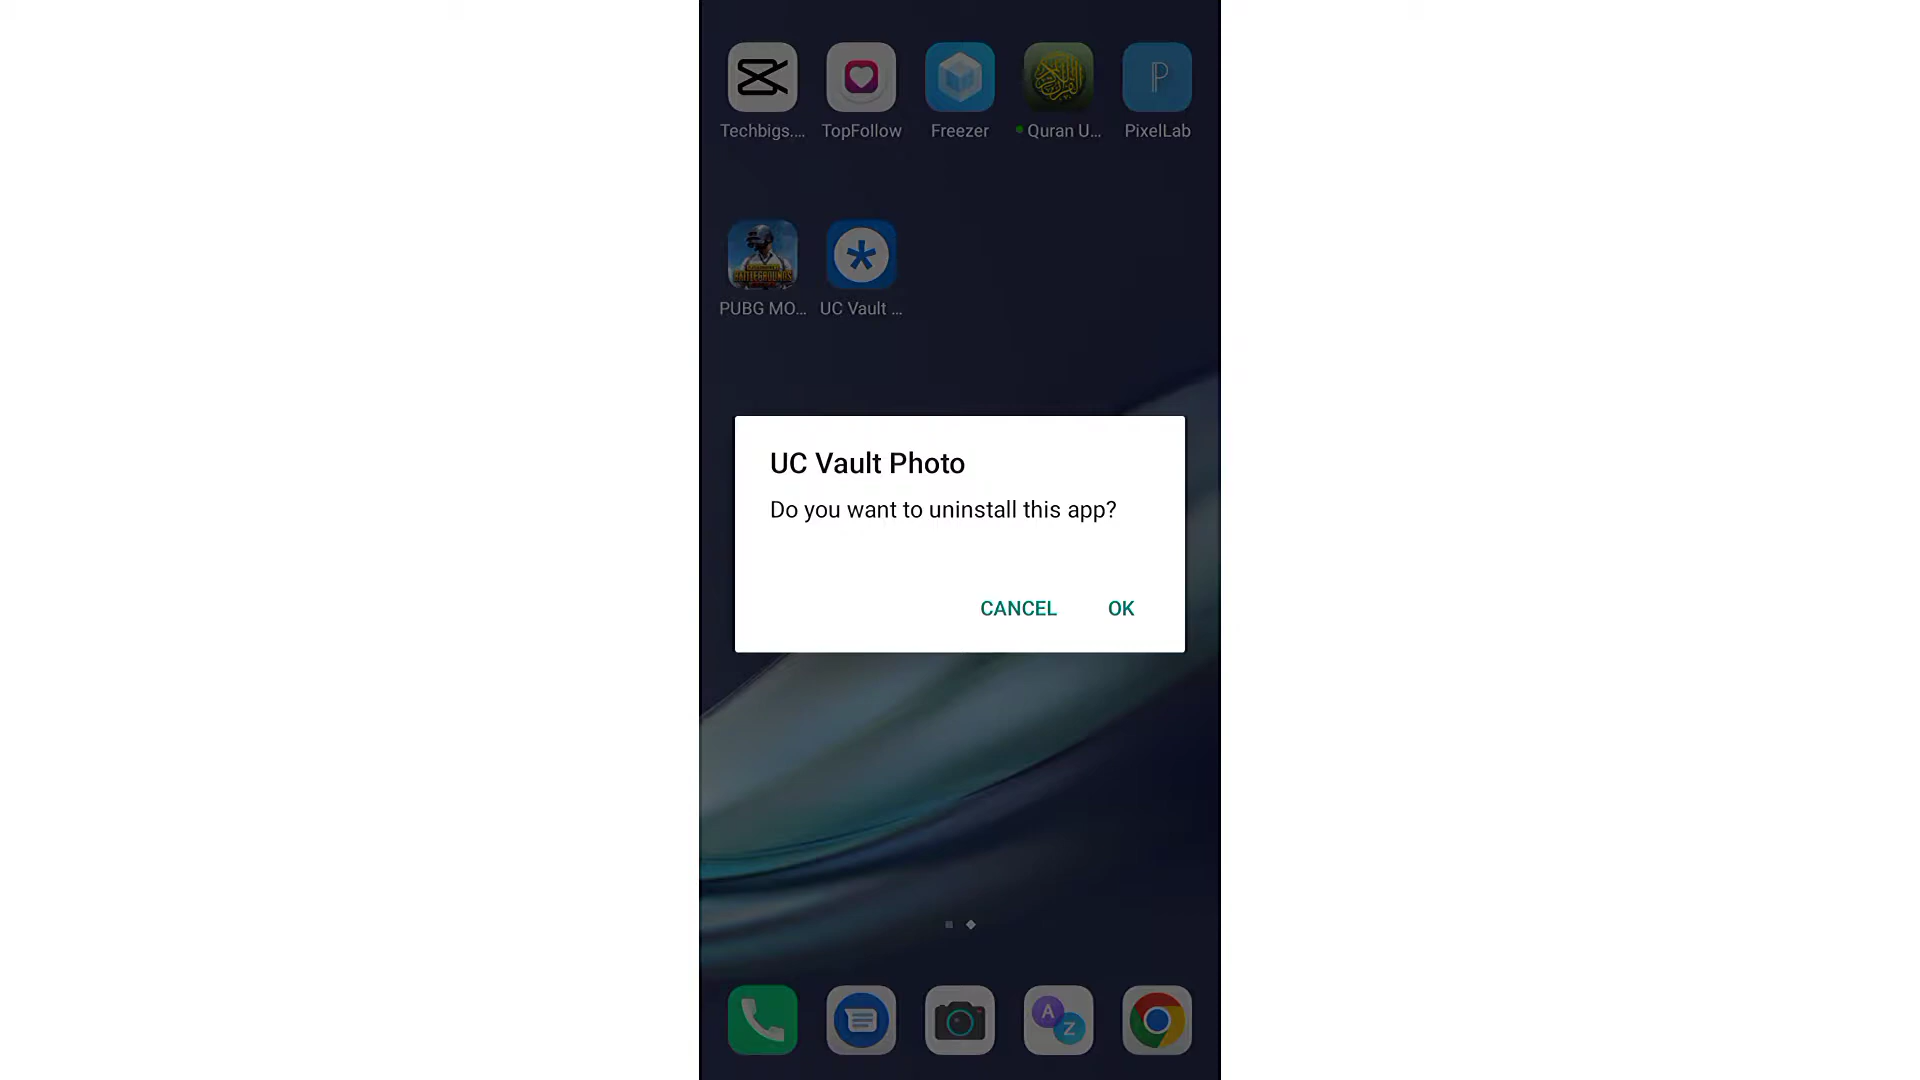 Techbigs.... TopFollow Freezer Quran U... PixelLab
PUBG MO... UC Vault ...
UC Vault Photo
Do you want to uninstall this app?
CANCEL OK
A
Z